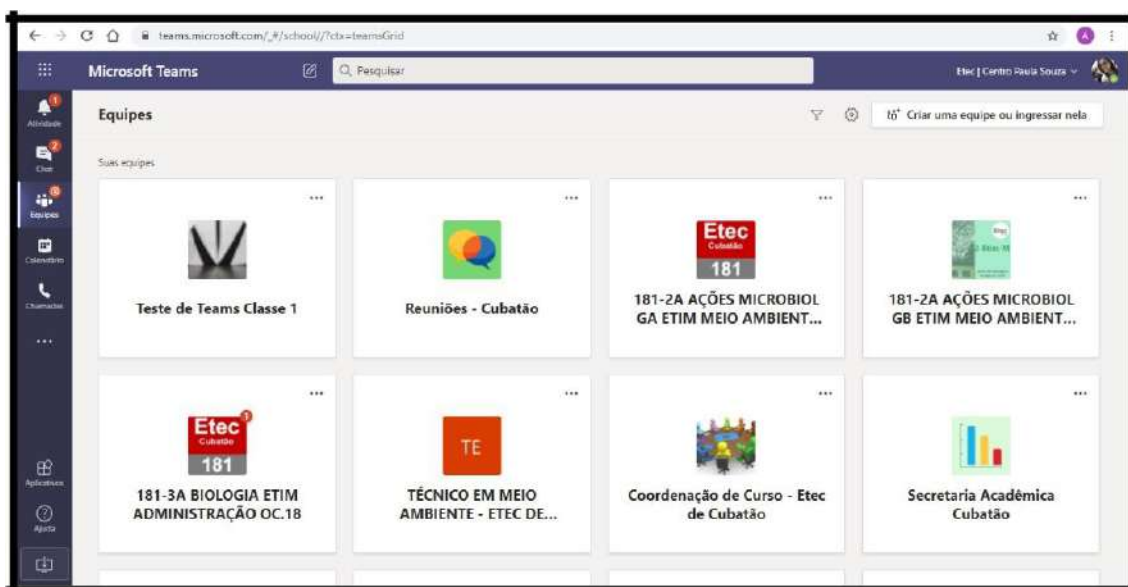 teams.microsoft.com/_#/school//?ctx=teamsGrid
A
Microsoft Teams
Pesquisar
Etec | Centro Paula Souza
1
Atividade
2
Chat
Equipes
Calendário
Chamadas
Aplicativos
Ajuda
Equipes
Criar uma equipe ou ingressar nela
Suas equipes
Teste de Teams Classe 1
Reuniões - Cubatão
Etec
Cubatão
181
181-2A AÇÕES MICROBIOL
GA ETIM MEIO AMBIENT...
Etec
181-2A AÇÕES MICROBIOL
GB ETIM MEIO AMBIENT...
Etec
1
Cubatão
181
181-3A BIOLOGIA ETIM
ADMINISTRAÇÃO OC.18
TE
TÉCNICO EM MEIO
AMBIENTE - ETEC DE...
Coordenação de Curso - Etec
de Cubatão
Secretaria Acadêmica
Cubatão